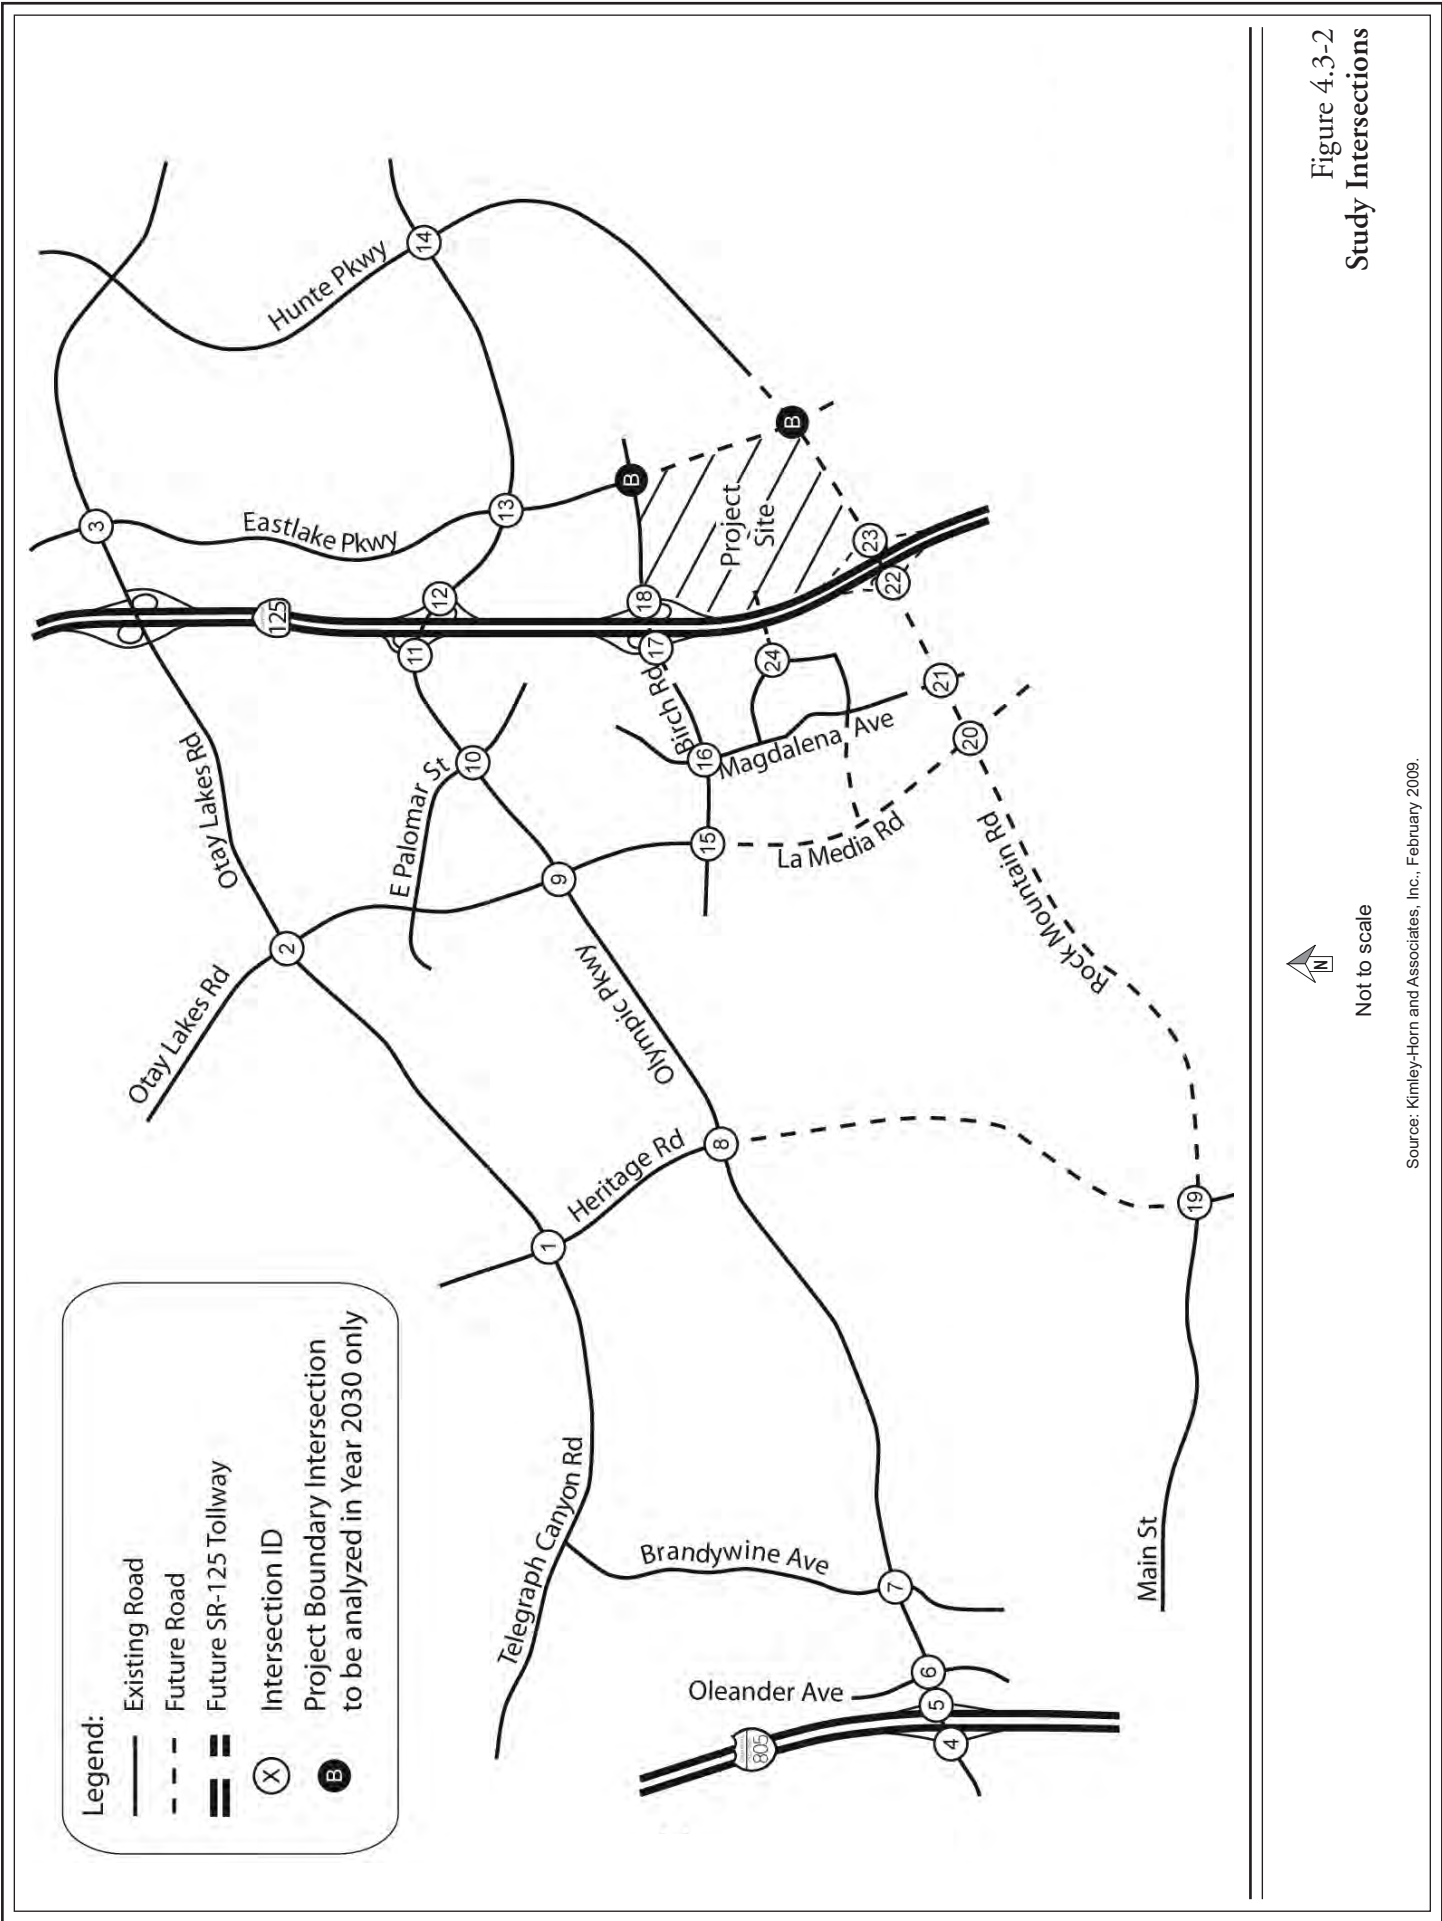 Legend:
Existing Road
Future Road
Future SR-125 Tollway
X
Intersection ID
B
Project Boundary Intersection
to be analyzed in Year 2030 only
Otay Lakes Rd
Otay Lakes Rd
Telegraph Canyon Rd
Heritage Rd
Brandywine Ave
Oleander Ave
Olympic Pkwy
E Palomar St
Eastlake Pkwy
Hunte Pkwy
Birch Rd
Magdalena Ave
La Media Rd
Rock Mountain Rd
Main St
Project
Site
805
125
1
2
3
4
5
6
7
8
9
10
11
12
13
14
15
16
17
18
19
20
21
22
23
24
B
B
N
Not to scale
Source: Kimley-Horn and Associates, Inc., February 2009.
Figure 4.3-2
Study Intersections